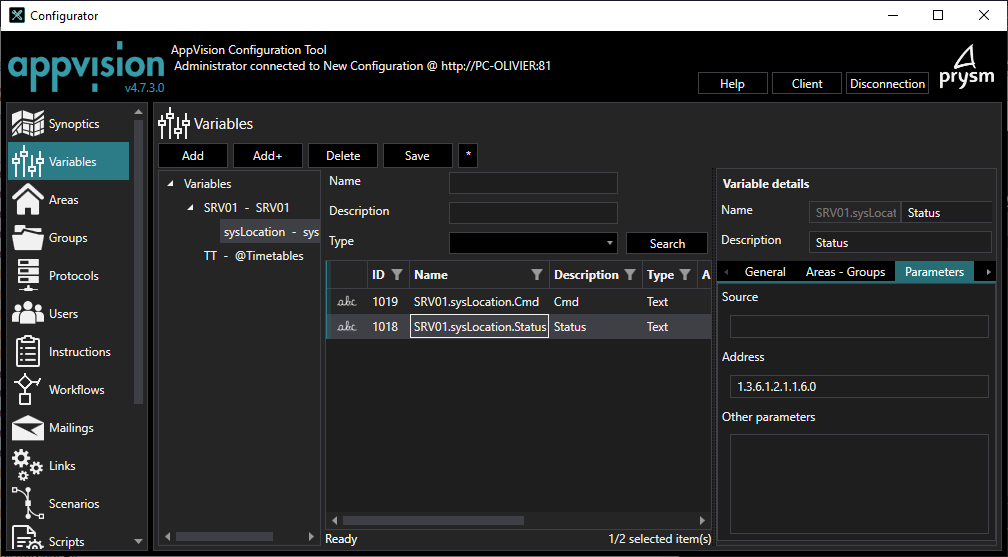 Configurator
appvision
v4.7.3.0
AppVision Configuration Tool
Administrator connected to New Configuration @ http://PC-OLIVIER:81
Help
Client
Disconnection
prysm
Synoptics
Variables
Areas
Groups
Protocols
Users
Instructions
Workflows
Mailings
Links
Scenarios
Scripts
Variables
Add
Add+
Delete
Save
*
Variables
SRV01 - SRV01
sysLocation - sys
TT - @Timetables
Name
Description
Type
Search
ID Name Description Type A
abc 1019 SRV01.sysLocation.Cmd Cmd Text
abc 1018 SRV01.sysLocation.Status Status Text
Ready
1/2 selected item(s)
Variable details
Name SRV01.sysLocat Status
Description Status
General Areas - Groups Parameters
Source
Address
1.3.6.1.2.1.1.6.0
Other parameters